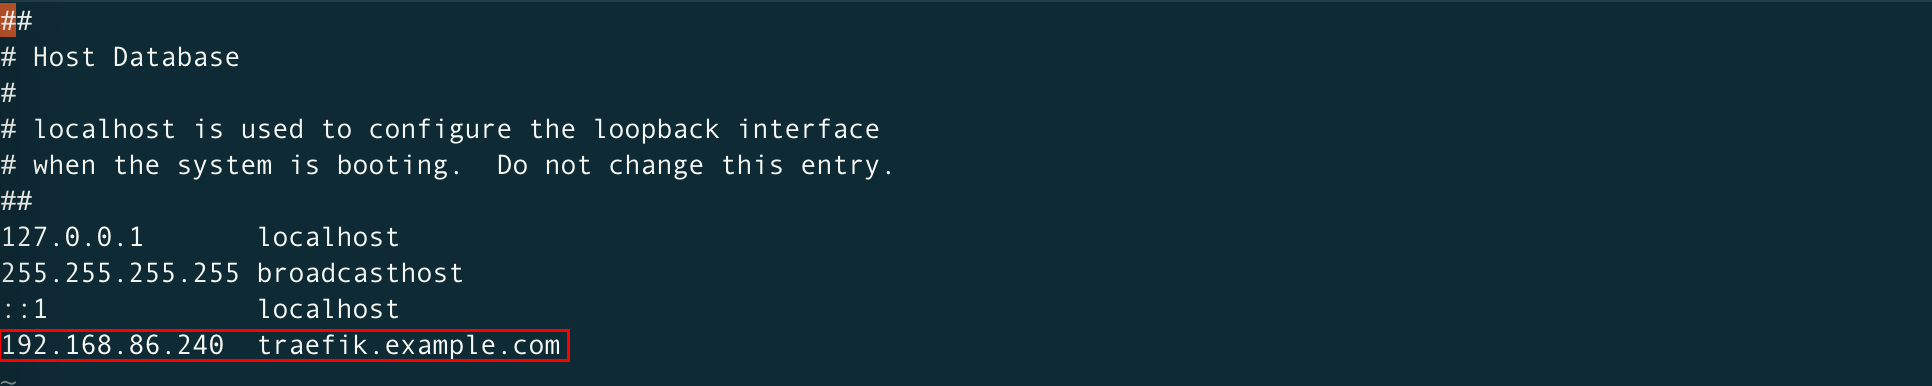 ##
# Host Database
#
# localhost is used to configure the loopback interface
# when the system is booting.  Do not change this entry.
##
127.0.0.1       localhost
255.255.255.255 broadcasthost
::1             localhost
192.168.86.240  traefik.example.com
~